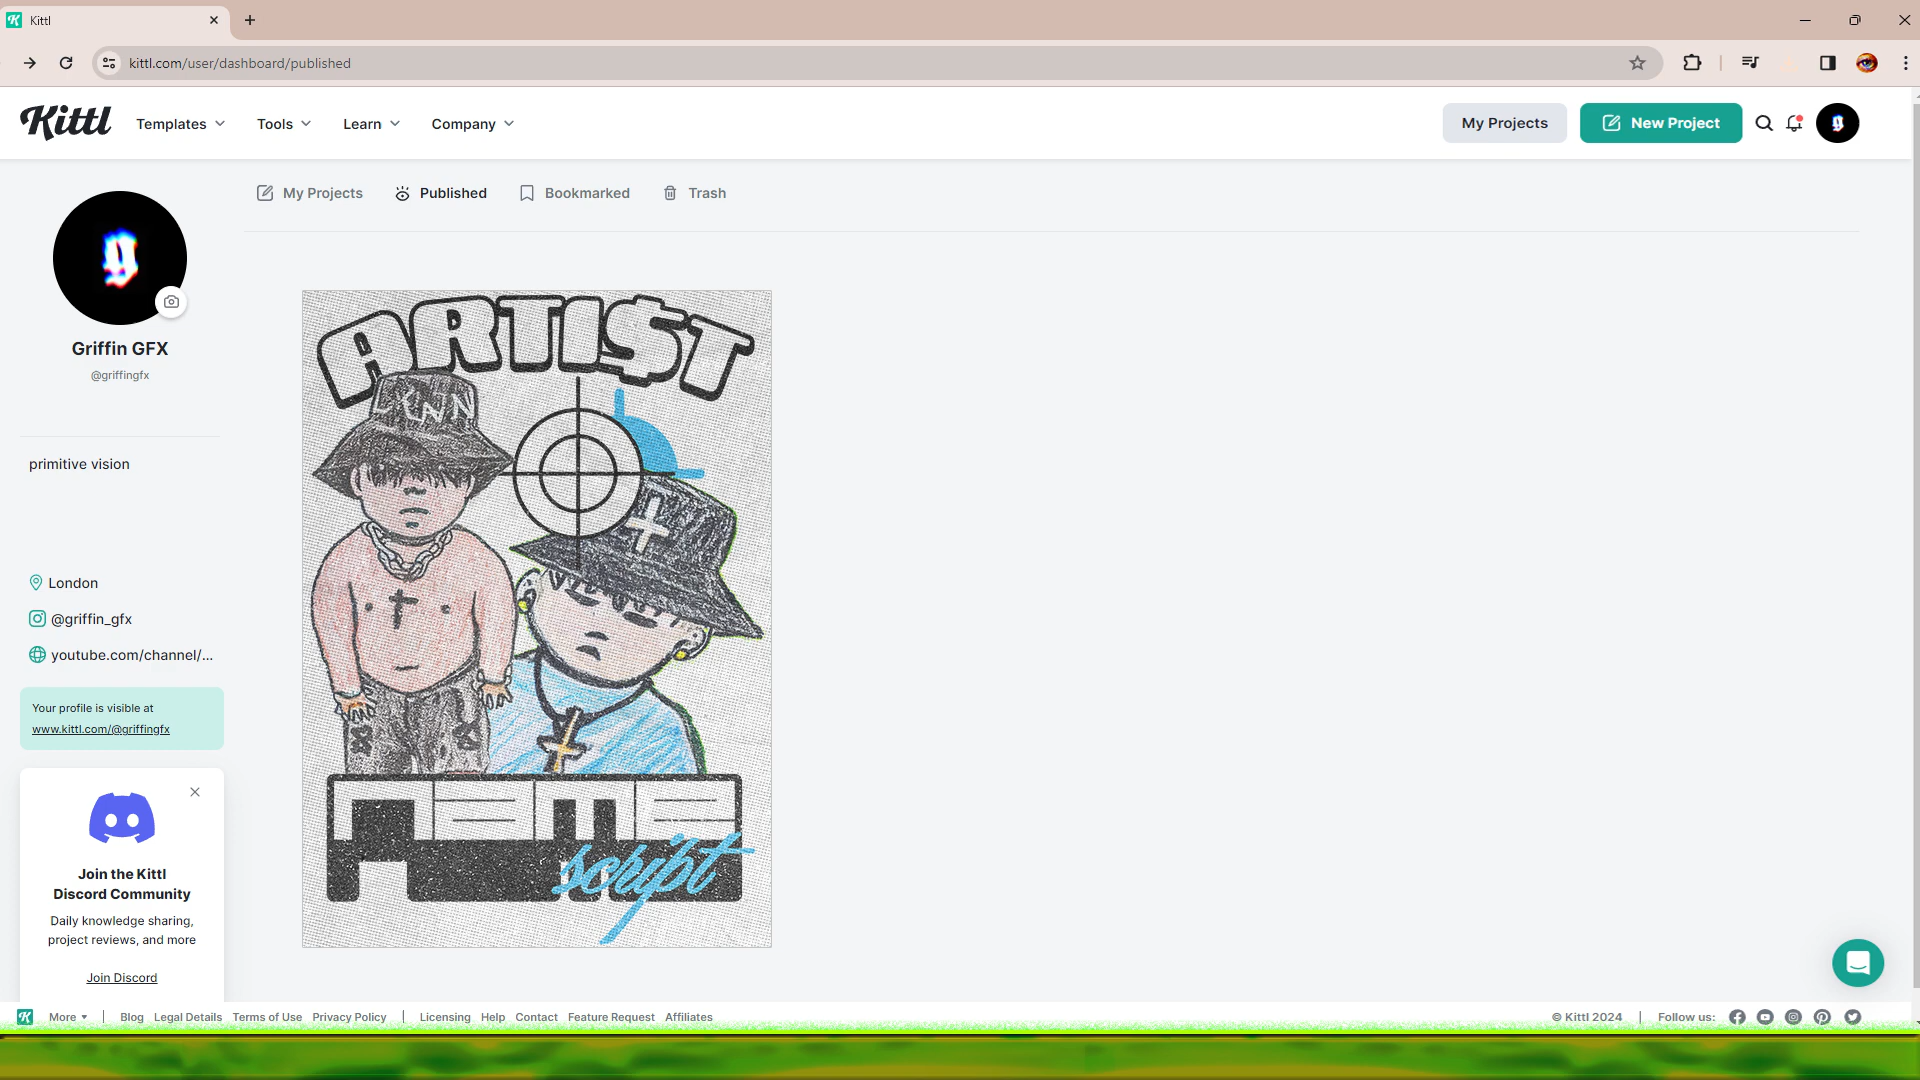 Kittl
kittl.com/user/dashboard/published
Kittl
Templates
Tools
Learn
Company
My Projects
New Project
My Projects
Published
Bookmarked
Trash
Griffin GFX
@griffingfx
primitive vision
London
@griffin_gfx
youtube.com/channel/...
Your profile is visible at
www.kittl.com/@griffingfx
Join the Kittl
Discord Community
Daily knowledge sharing,
project reviews, and more
Join Discord
ARTI$T
name
script
More
Blog
Legal Details
Terms of Use
Privacy Policy
Licensing
Help
Contact
Feature Request
Affiliates
© Kittl 2024
Follow us: